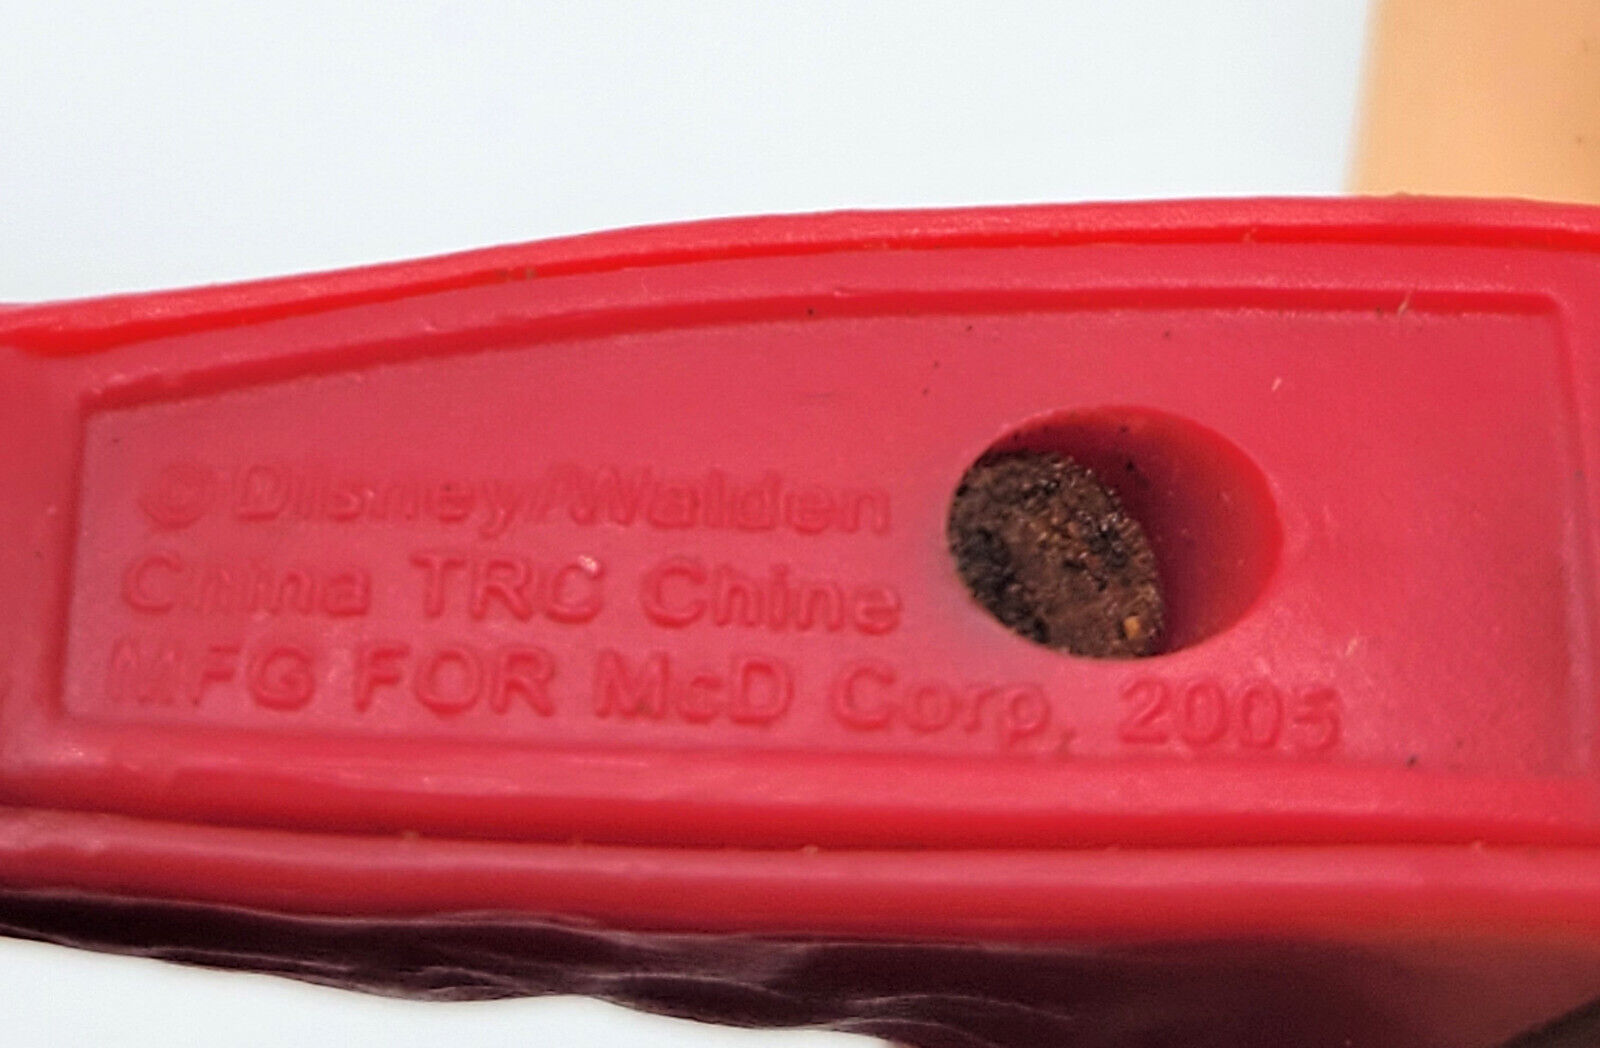 © Disney/Walden
China TRC Chine
MFG FOR McD Corp. 2005